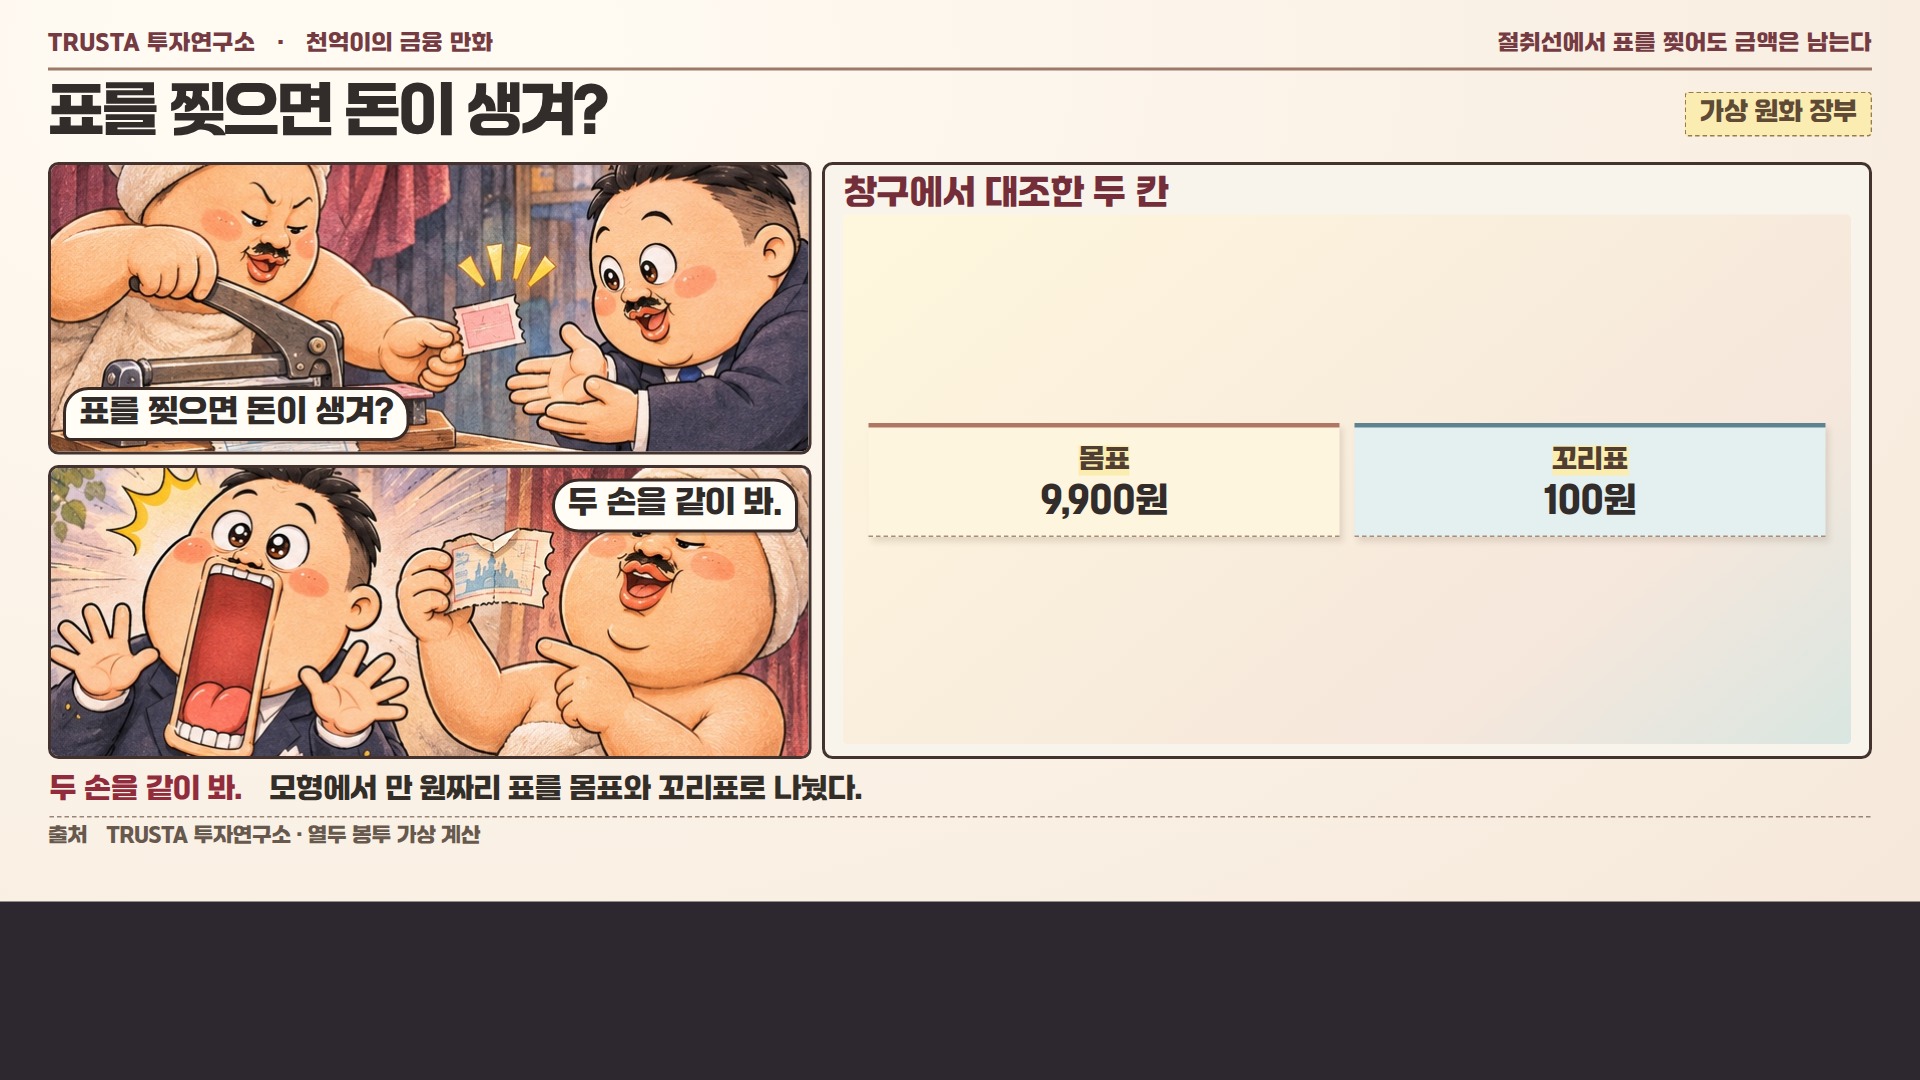 TRUSTA 투자연구소 · 천억이의 금융 만화
절취선에서 표를 찢어도 금액은 남는다
표를 찢으면 돈이 생겨?
가상 원화 장부
표를 찢으면 돈이 생겨?
두 손을 같이 봐.
창구에서 대조한 두 칸
몸표
9,900원
꼬리표
100원
두 손을 같이 봐. 모형에서 만 원짜리 표를 몸표와 꼬리표로 나눴다.
출처 TRUSTA 투자연구소 · 열두 봉투 가상 계산